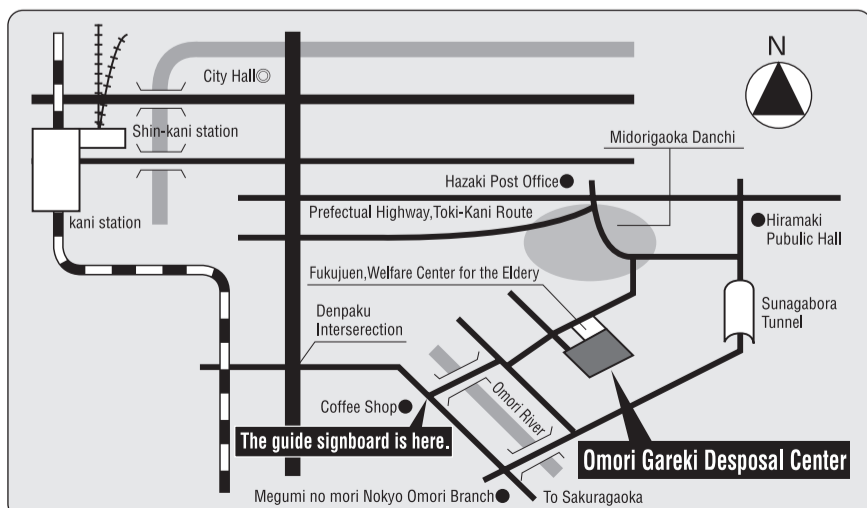 City Hall◎
N
Shin-kani station
Midorigaoka Danchi
Hazaki Post Office●
kani station
Prefectual Highway,Toki-Kani Route
●Hiramaki
Pubulic Hall
Fukujuen,Welfare Center for the Eldery
Denpaku
Interserection
Sunagabora
Tunnel
Coffee Shop●
Omori River
The guide signboard is here.
Omori Gareki Desposal Center
Megumi no mori Nokyo Omori Branch●
To Sakuragaoka